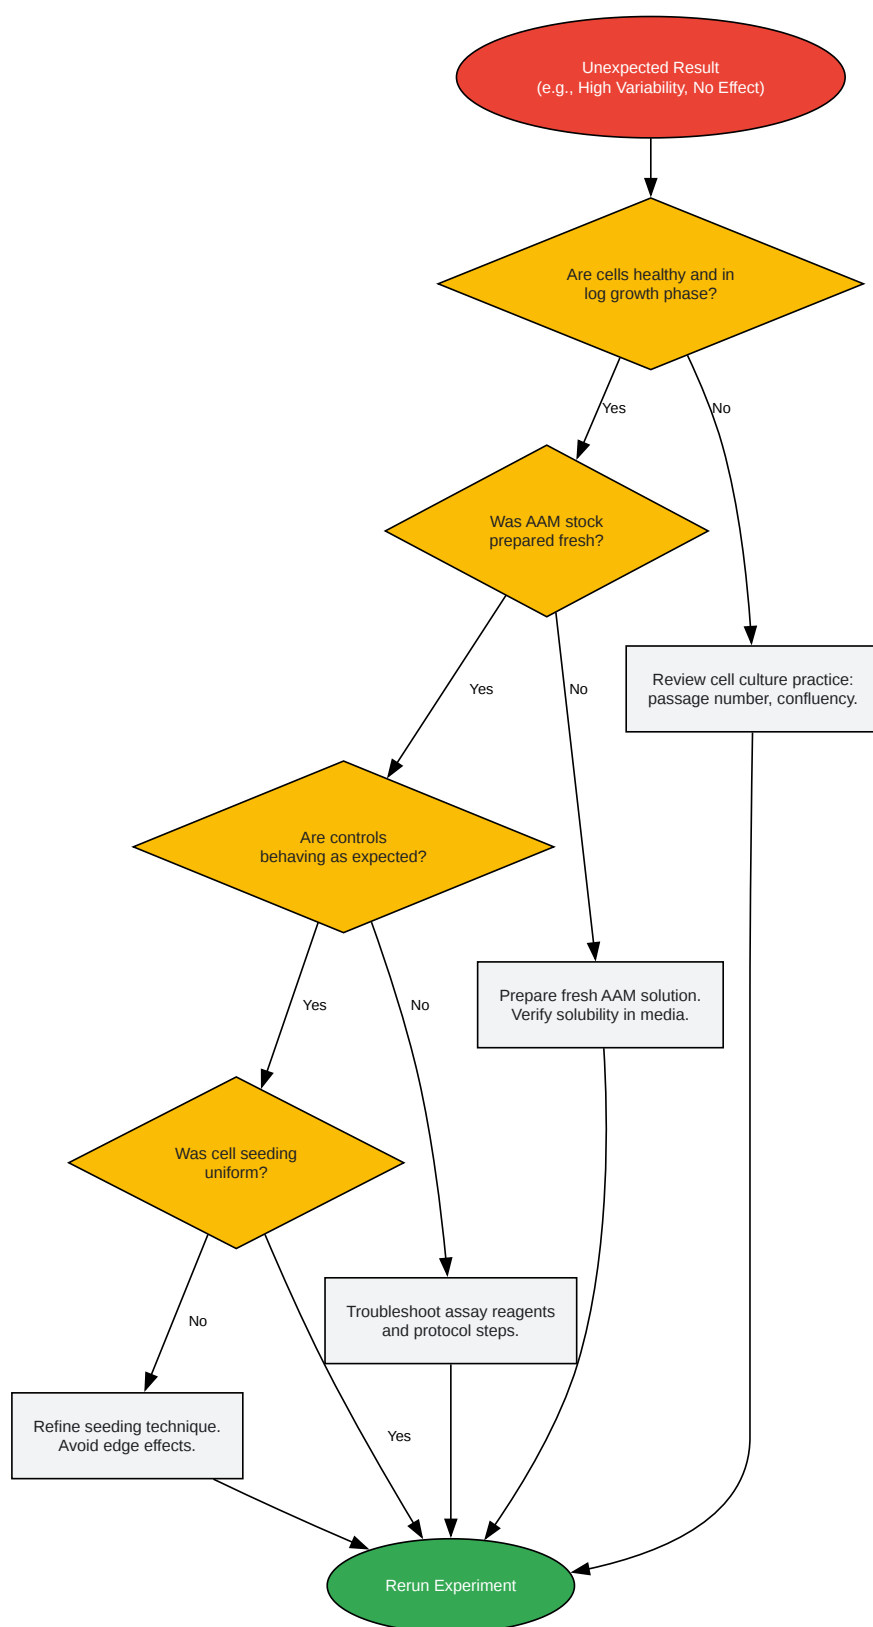 Unexpected Result
(e.g., High Variability, No Effect)
Are cells healthy and in
log growth phase?
Yes
No
Was AAM stock
prepared fresh?
Yes
No
Review cell culture practice:
passage number, confluency.
Are controls
behaving as expected?
Yes
No
Prepare fresh AAM solution.
Verify solubility in media.
Was cell seeding
uniform?
No
Yes
Troubleshoot assay reagents
and protocol steps.
Refine seeding technique.
Avoid edge effects.
Rerun Experiment